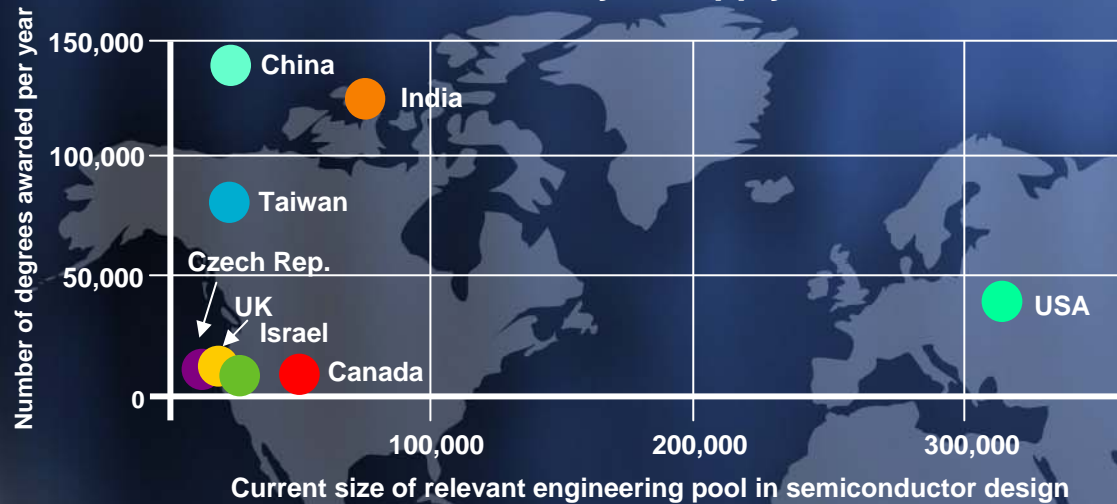 Number of degrees awarded per year
150,000
China
India
100,000
Taiwan
Czech Rep.
50,000
UK
Israel
USA
Canada
0
100,000
200,000
300,000
Current size of relevant engineering pool in semiconductor design